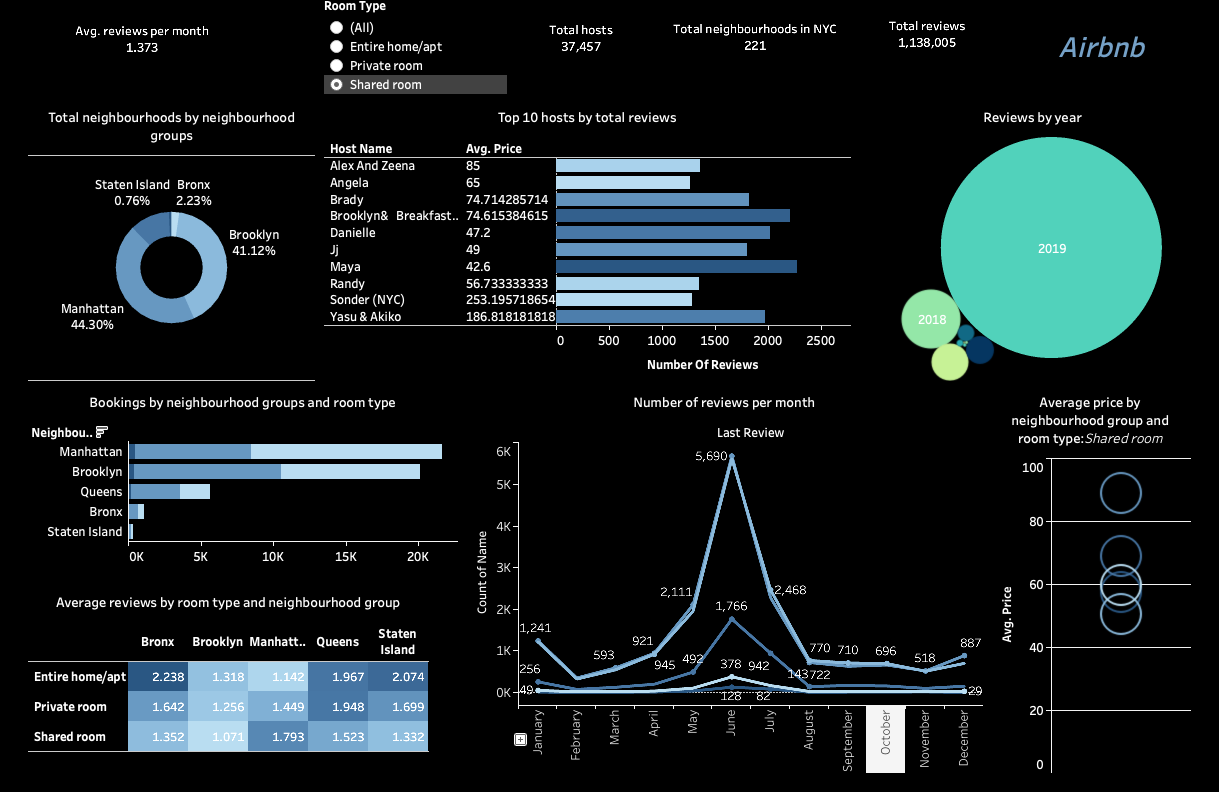 Avg. reviews per month
1.373
Room Type
(All)
Entire home/apt
Private room
Shared room
Total hosts
37,457
Total neighbourhoods in NYC
221
Total reviews
1,138,005
Airbnb
Total neighbourhoods by neighbourhood
groups
Staten Island
0.76%
Bronx
2.23%
Brooklyn
41.12%
Manhattan
44.30%
Top 10 hosts by total reviews
Host Name Avg. Price
Alex And Zeena 85
Angela 65
Brady 74.714285714
Brooklyn& Breakfast.. 74.615384615
Danielle 47.2
Jj 49
Maya 42.6
Randy 56.733333333
Sonder (NYC) 253.195718654
Yasu & Akiko 186.818181818
0 500 1000 1500 2000 2500
Number Of Reviews
Reviews by year
2019
2018
Bookings by neighbourhood groups and room type
Neighbou..
Manhattan
Brooklyn
Queens
Bronx
Staten Island
0K 5K 10K 15K 20K
Average reviews by room type and neighbourhood group
Bronx Brooklyn Manhatt.. Queens Staten
Island
Entire home/apt 2.238 1.318 1.142 1.967 2.074
Private room 1.642 1.256 1.449 1.948 1.699
Shared room 1.352 1.071 1.793 1.523 1.332
Number of reviews per month
Last Review
Count of Name
6K
5K
4K
3K
2K
1K
0K
5,690
2,111
2,468
1,766
1,241
921
593
945
492
256
49
378
942
128
82
770
710
696
518
887
143
722
29
January
February
March
April
May
June
July
August
September
October
November
December
Average price by
neighbourhood group and
room type:Shared room
Avg. Price
100
80
60
40
20
0